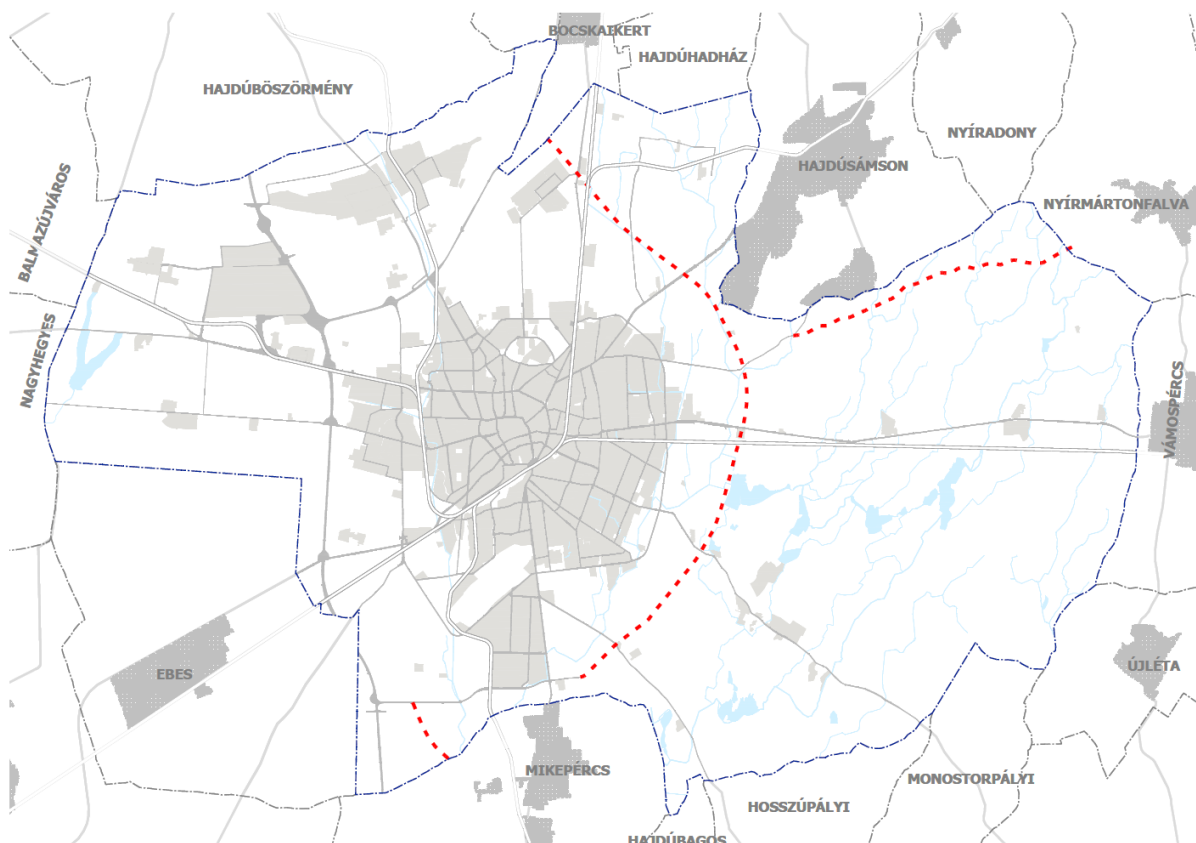 BOCSKAIKERT
HAJDÚHADHÁZ
HAJDÚBÖSZÖRMÉNY
NYÍRADONY
HAJDÚSÁMSON
NYÍRMÁRTONFALVA
BALMAZÚJVÁROS
NAGYHEGYES
VÁMOSPÉRCS
EBES
ÚJLÉTA
MIKEPÉRCS
MONOSTORPÁLYI
HOSSZÚPÁLYI
HAJDÚBAGOS